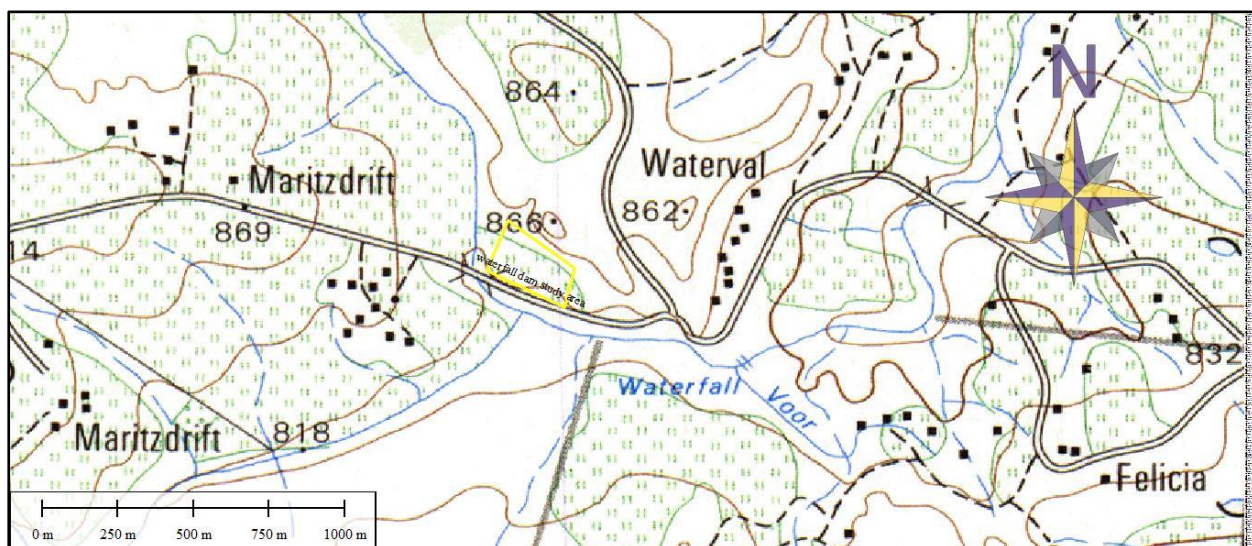 N
864
Waterval
Maritzdrift
866
862
869
14
waterfall dam study area
832
Waterfall
Voor
Maritzdrift
818
Felicia
0 m 250 m 500 m 750 m 1000 m